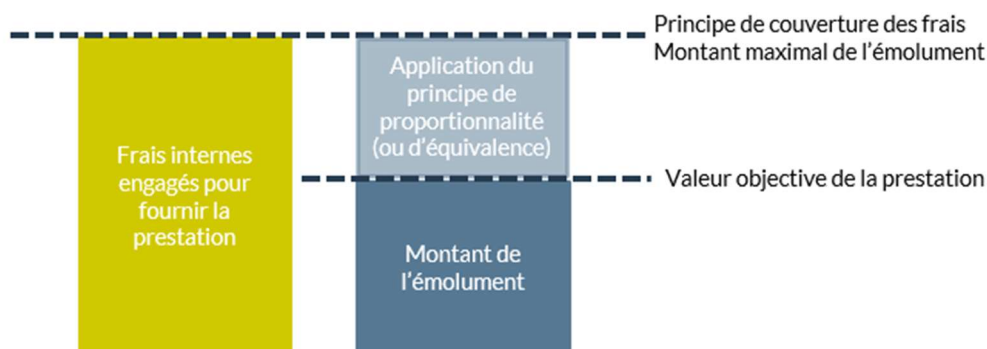 Principe de couverture des frais
Montant maximal de l’émolument
Application du
principe de
proportionnalité
(ou d’équivalence)
Frais internes
engagés pour
fournir la
prestation
Valeur objective de la prestation
Montant de
l’émolument